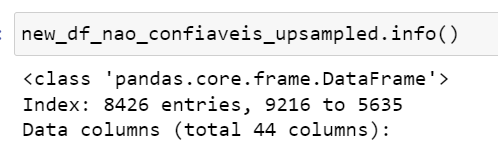 new_df_nao_confiaveis_upsampled.info()
<class 'pandas.core.frame.DataFrame'>
Index: 8426 entries, 9216 to 5635
Data columns (total 44 columns):